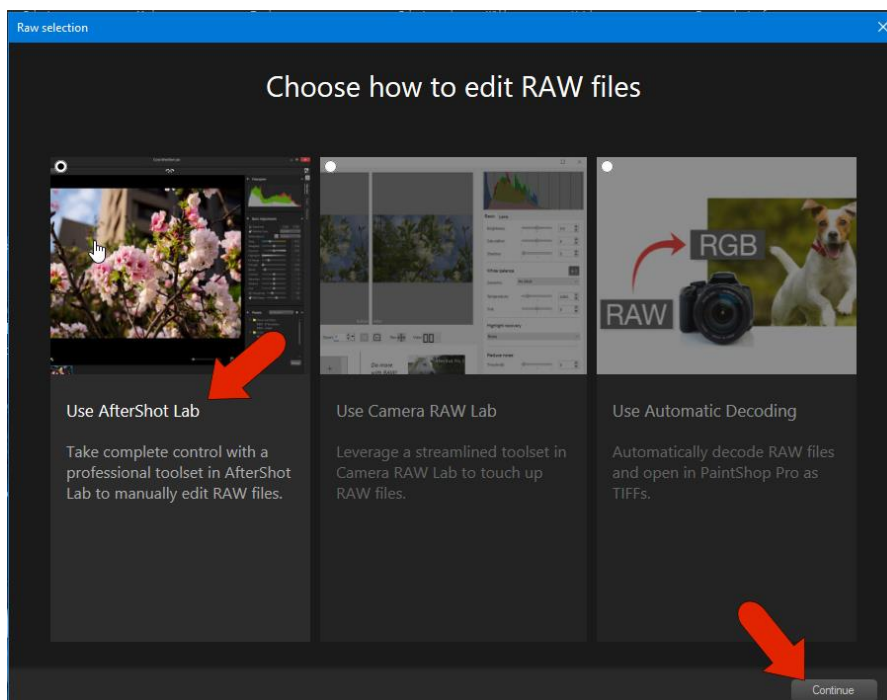 Raw selection
Choose how to edit RAW files
Use AfterShot Lab
Take complete control with a
professional toolset in AfterShot
Lab to manually edit RAW files.
Use Camera RAW Lab
Leverage a streamlined toolset in
Camera RAW Lab to touch up
RAW files.
RGB
RAW
Use Automatic Decoding
Automatically decode RAW files
and open in PaintShop Pro as
TIFFs.
Continue